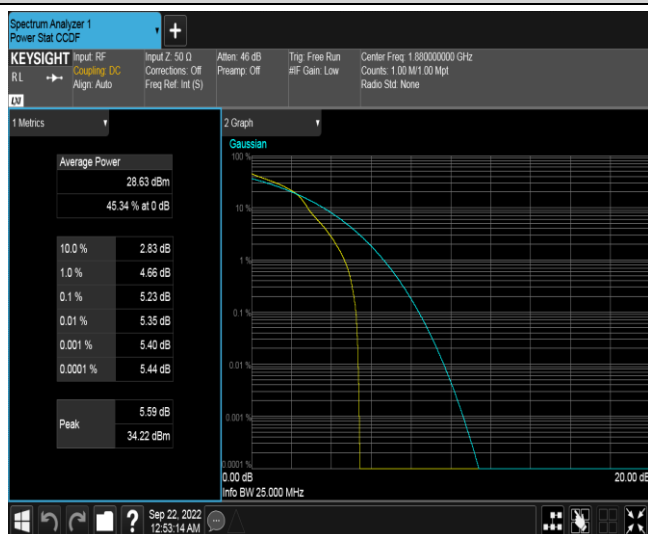 Spectrum Analyzer 1
Power Stat CCDF
+
KEYSIGHT
R L
LXI
Input: RF
Coupling: DC
Align: Auto
Input Z: 50 Ω
Corrections: Off
Freq Ref: Int (S)
Atten: 46 dB
Preamp: Off
Trig: Free Run
#IF Gain: Low
Center Freq: 1.880000000 GHz
Counts: 1.00 M/1.00 Mpt
Radio Std: None
1 Metrics
Average Power
28.63 dBm
45.34 % at 0 dB
10.0 % 2.83 dB
1.0 % 4.66 dB
0.1 % 5.23 dB
0.01 % 5.35 dB
0.001 % 5.40 dB
0.0001 % 5.44 dB
Peak
5.59 dB
34.22 dBm
2 Graph
Gaussian
100 %
10 %
1 %
0.1 %
0.01 %
0.001 %
0.0001 %
0.00 dB 20.00 dB
Info BW 25.000 MHz
?
Sep 22, 2022
12:53:14 AM